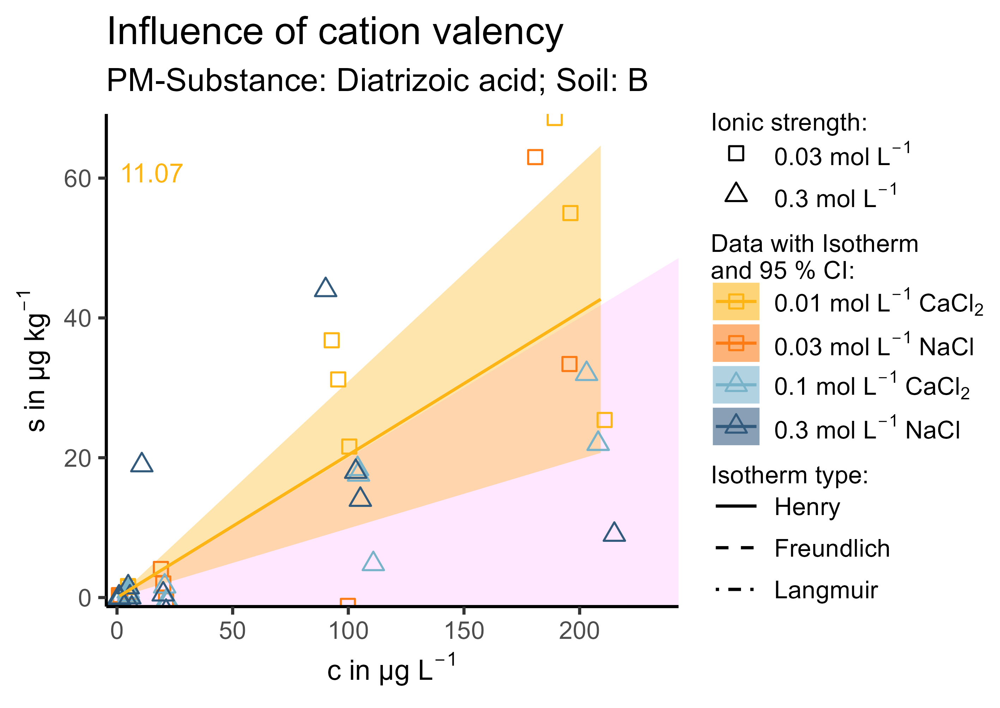 Influence of cation valency
PM-Substance: Diatrizoic acid; Soil: B
11.07
60
40
20
0
0 50 100 150 200
s in µg kg⁻¹
c in µg L⁻¹
Ionic strength:
0.03 mol L⁻¹
0.3 mol L⁻¹
Data with Isotherm
and 95 % CI:
0.01 mol L⁻¹ CaCl₂
0.03 mol L⁻¹ NaCl
0.1 mol L⁻¹ CaCl₂
0.3 mol L⁻¹ NaCl
Isotherm type:
Henry
Freundlich
Langmuir